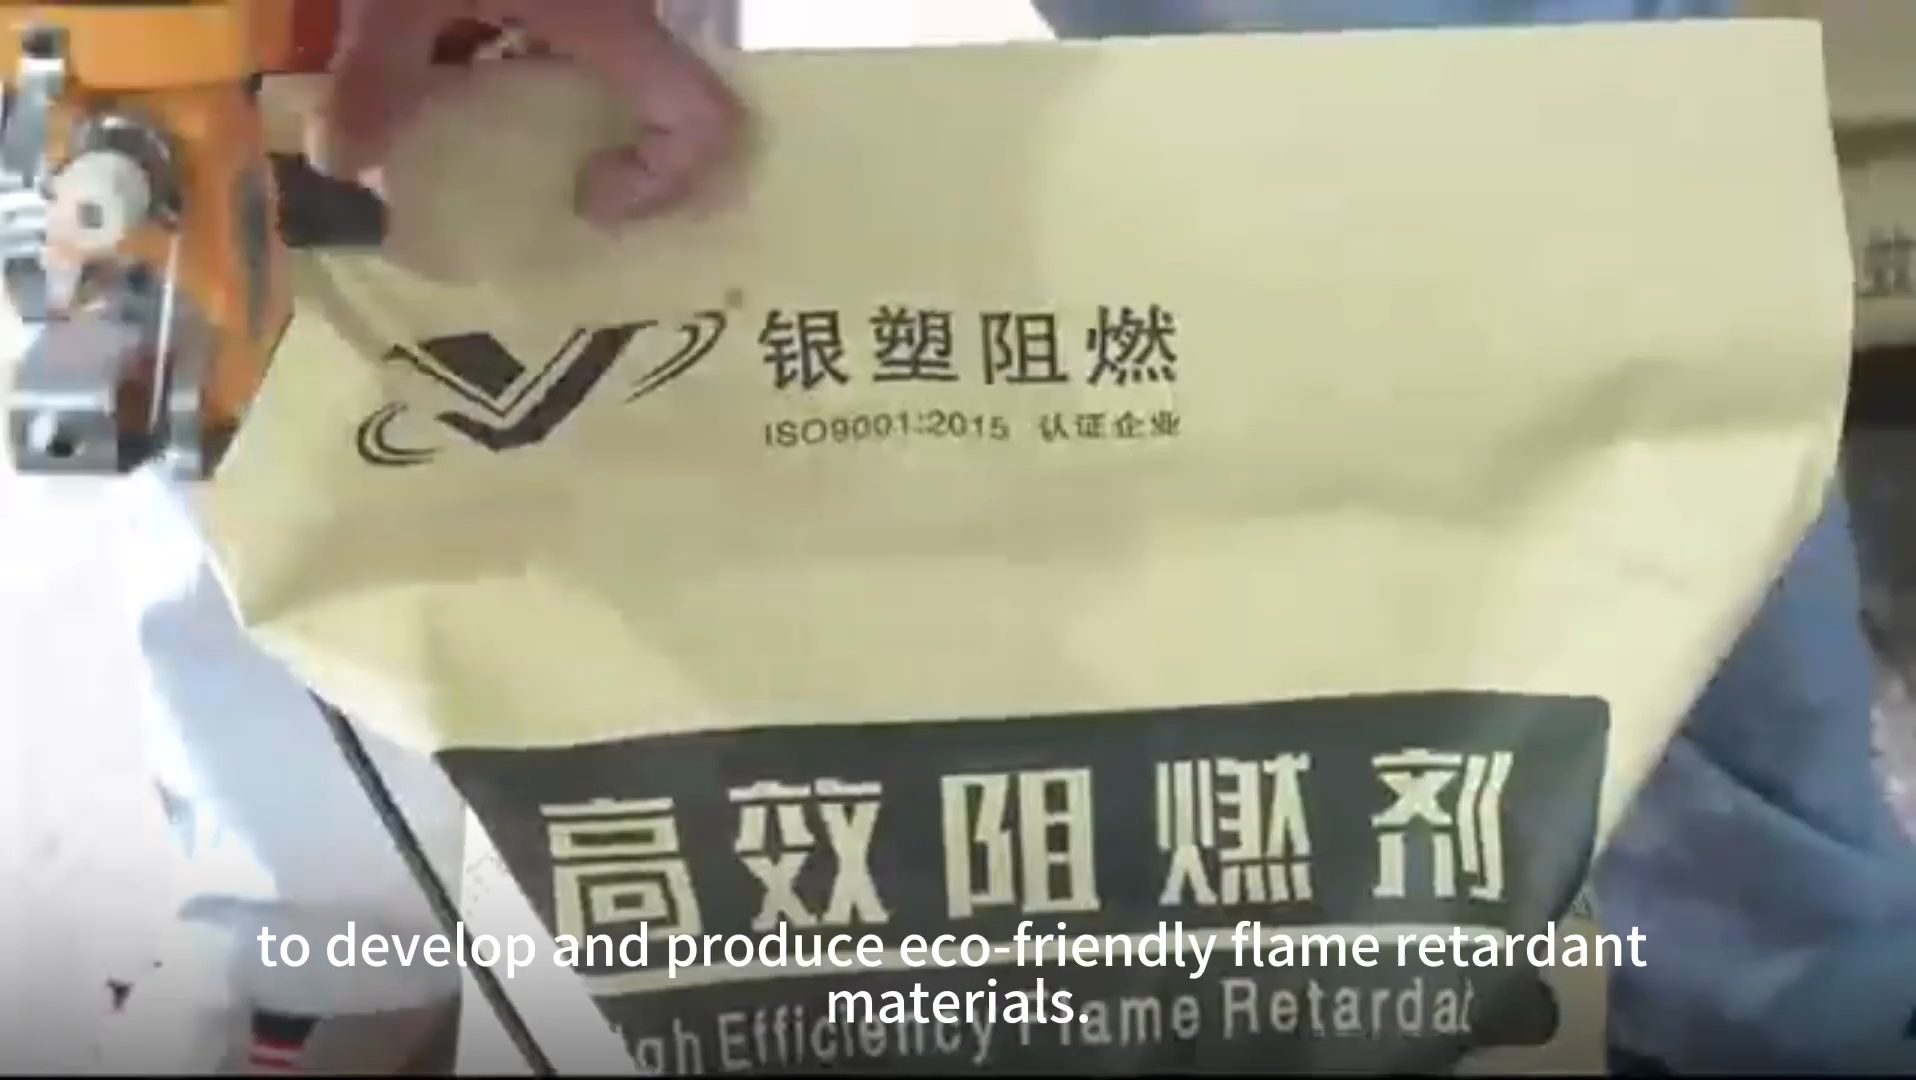 银塑阻燃
ISO9001:2015 认证企业
高效阻燃剂
to develop and produce eco-friendly flame retardant
materials.
Efficiency Flame Retardat